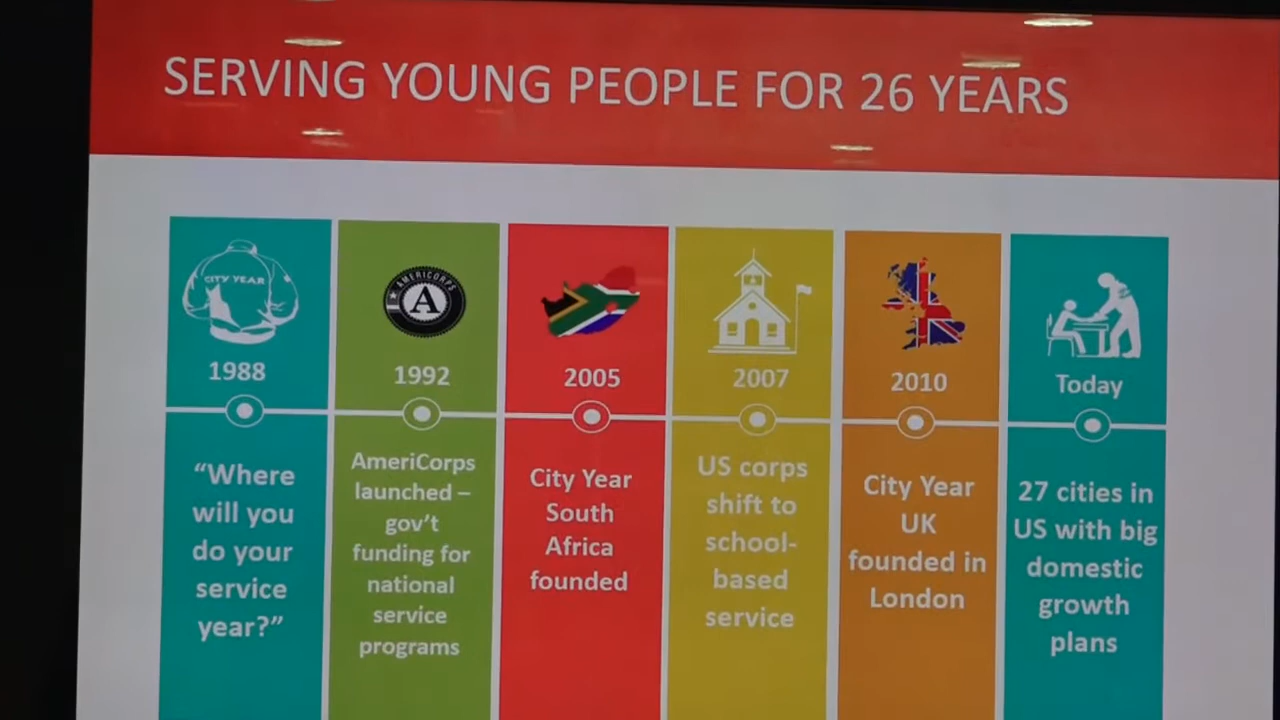 SERVING YOUNG PEOPLE FOR 26 YEARS
CITY YEAR
1988
“Where
will you
do your
service
year?”
AMERICORPS
A
1992
AmeriCorps
launched –
gov’t
funding for
national
service
programs
2005
City Year
South
Africa
founded
2007
US corps
shift to
school-
based
service
2010
City Year
UK
founded in
London
Today
27 cities in
US with big
domestic
growth
plans